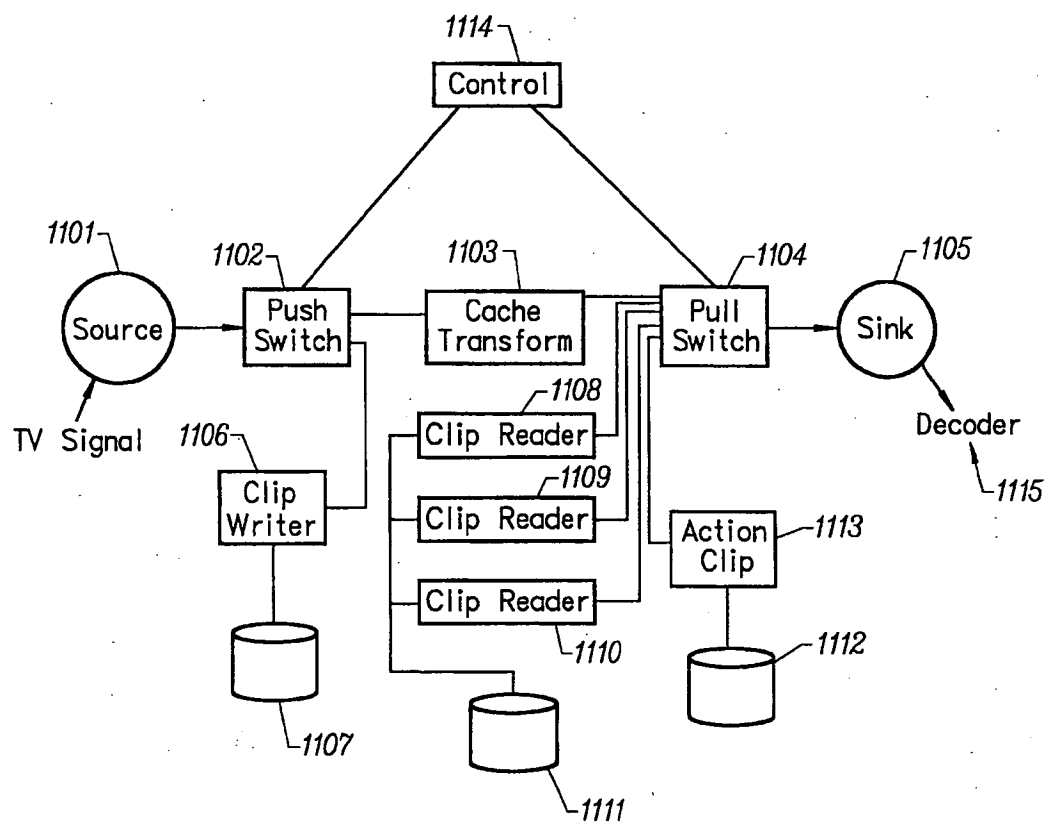 1114
Control
1101
1102
1103
1104
1105
Source
Push
Switch
Cache
Transform
Pull
Switch
Sink
TV Signal
1106
1108
Clip Reader
Decoder
1115
1109
Clip
Writer
Clip Reader
Action
Clip
1113
Clip Reader
1110
1112
1107
1111